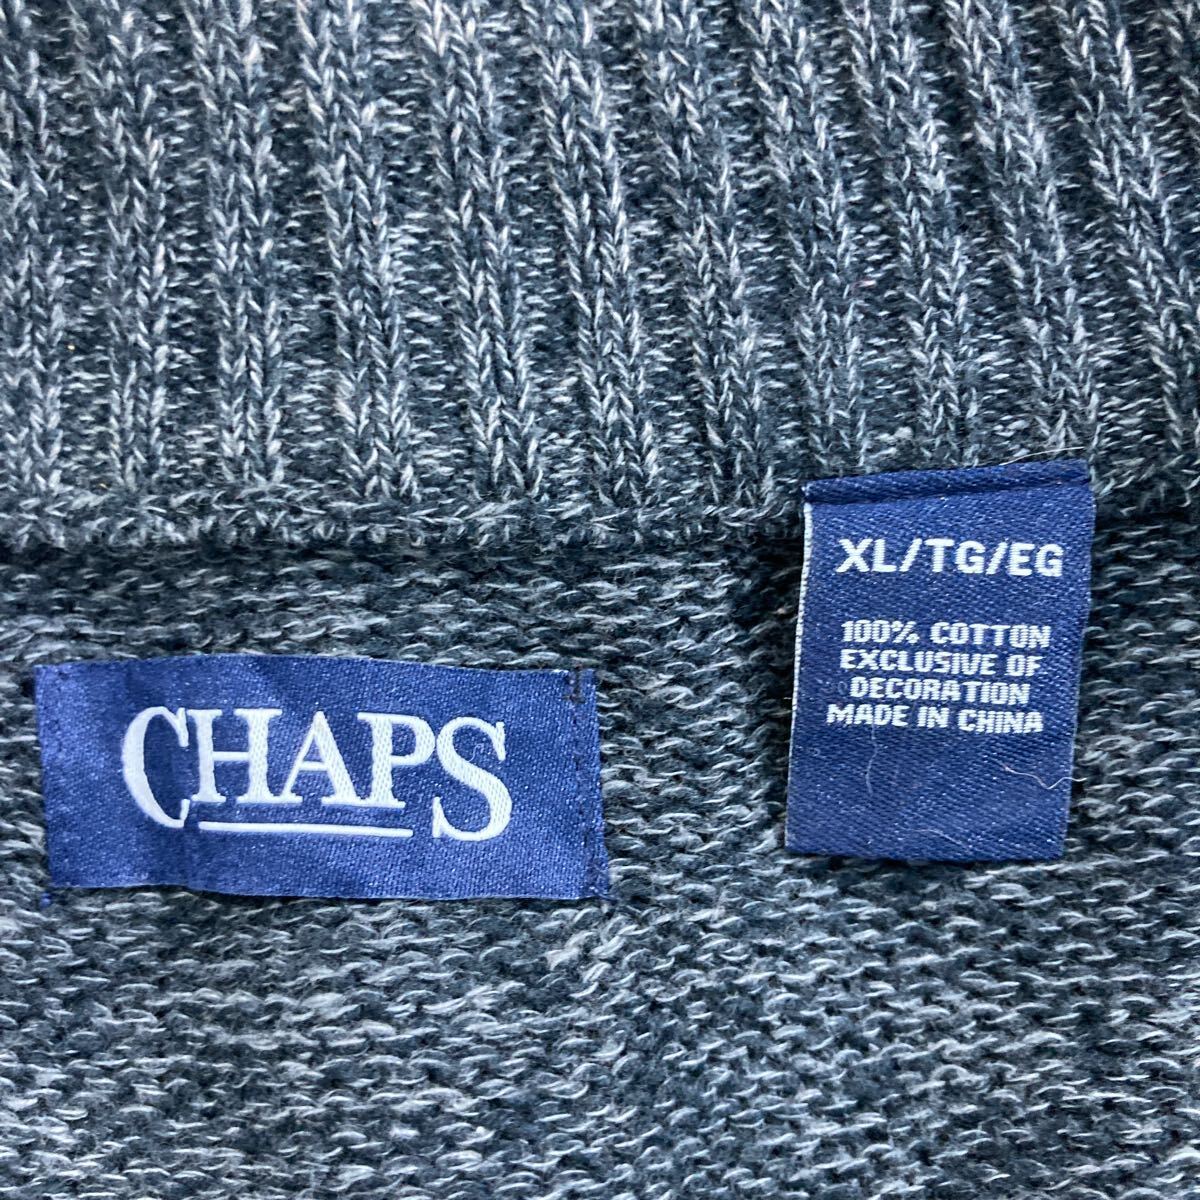 CHAPS
XL/TG/EG
100% COTTON
EXCLUSIVE OF
DECORATION
MADE IN CHINA